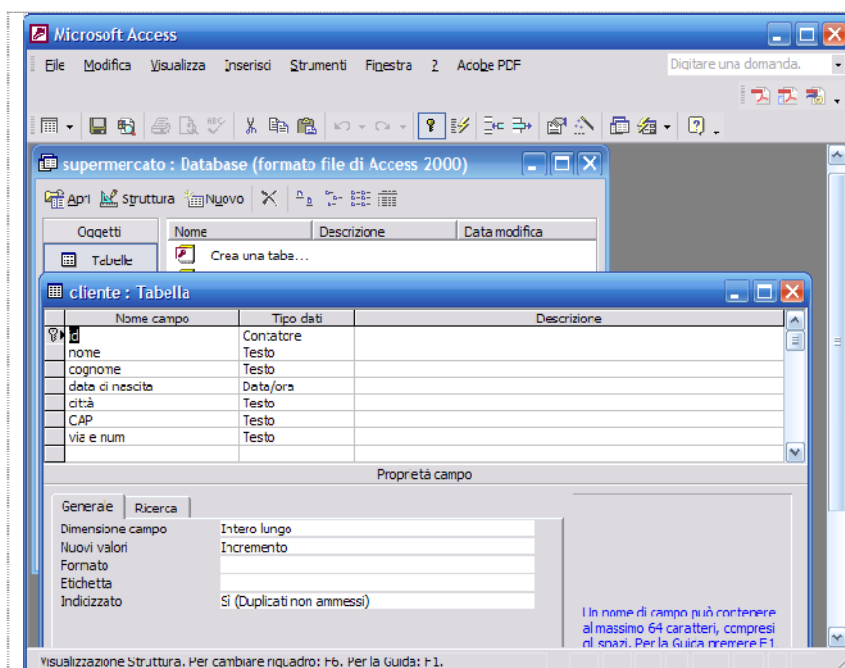 Microsoft Access
File Modifica Visualizza Inserisci Strumenti Finestra ? Adobe PDF Digitare una domanda.
supermercato : Database (formato file di Access 2000)
Apri Struttura Nuovo
Oggetti Nome Descrizione Data modifica
Tabelle Crea una tabe...
cliente : Tabella
Nome campo Tipo dati Descrizione
id Contatore
nome Testo
cognome Testo
data di nascita Data/ora
città Testo
CAP Testo
via e num Testo
Proprietà campo
Generale Ricerca
Dimensione campo Intero lungo
Nuovi valori Incremento
Formato
Etichetta
Indicizzato Sì (Duplicati non ammessi)
Un nome di campo può contenere
al massimo 64 caratteri, compresi
gli spazi. Per la Guida premere F1.
Visualizzazione Struttura. Per cambiare riquadro: F6. Per la Guida: F1.